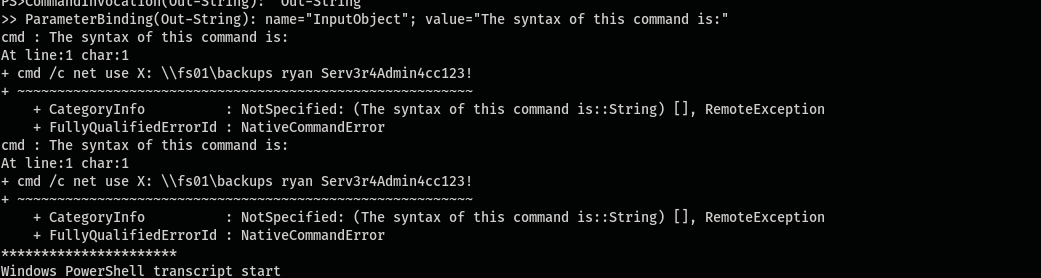 PS>CommandInvocation(Out-String): "Out-String"
>> ParameterBinding(Out-String): name="InputObject"; value="The syntax of this command is:"
cmd : The syntax of this command is:
At line:1 char:1
+ cmd /c net use X: \\fs01\backups ryan Serv3r4Admin4cc123!
+ ~~~~~~~~~~~~~~~~~~~~~~~~~~~~~~~~~~~~~~~~~~~~~~~~~~~~~~~~~
    + CategoryInfo          : NotSpecified: (The syntax of this command is::String) [], RemoteException
    + FullyQualifiedErrorId : NativeCommandError
cmd : The syntax of this command is:
At line:1 char:1
+ cmd /c net use X: \\fs01\backups ryan Serv3r4Admin4cc123!
+ ~~~~~~~~~~~~~~~~~~~~~~~~~~~~~~~~~~~~~~~~~~~~~~~~~~~~~~~~~
    + CategoryInfo          : NotSpecified: (The syntax of this command is::String) [], RemoteException
    + FullyQualifiedErrorId : NativeCommandError
**********************
Windows PowerShell transcript start